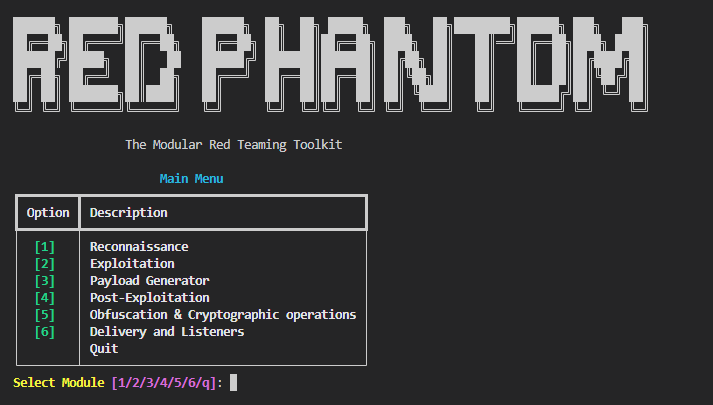 RED PHANTOM
The Modular Red Teaming Toolkit
Main Menu
Option Description
[1] Reconnaissance
[2] Exploitation
[3] Payload Generator
[4] Post-Exploitation
[5] Obfuscation & Cryptographic operations
[6] Delivery and Listeners
Quit
Select Module [1/2/3/4/5/6/q]: